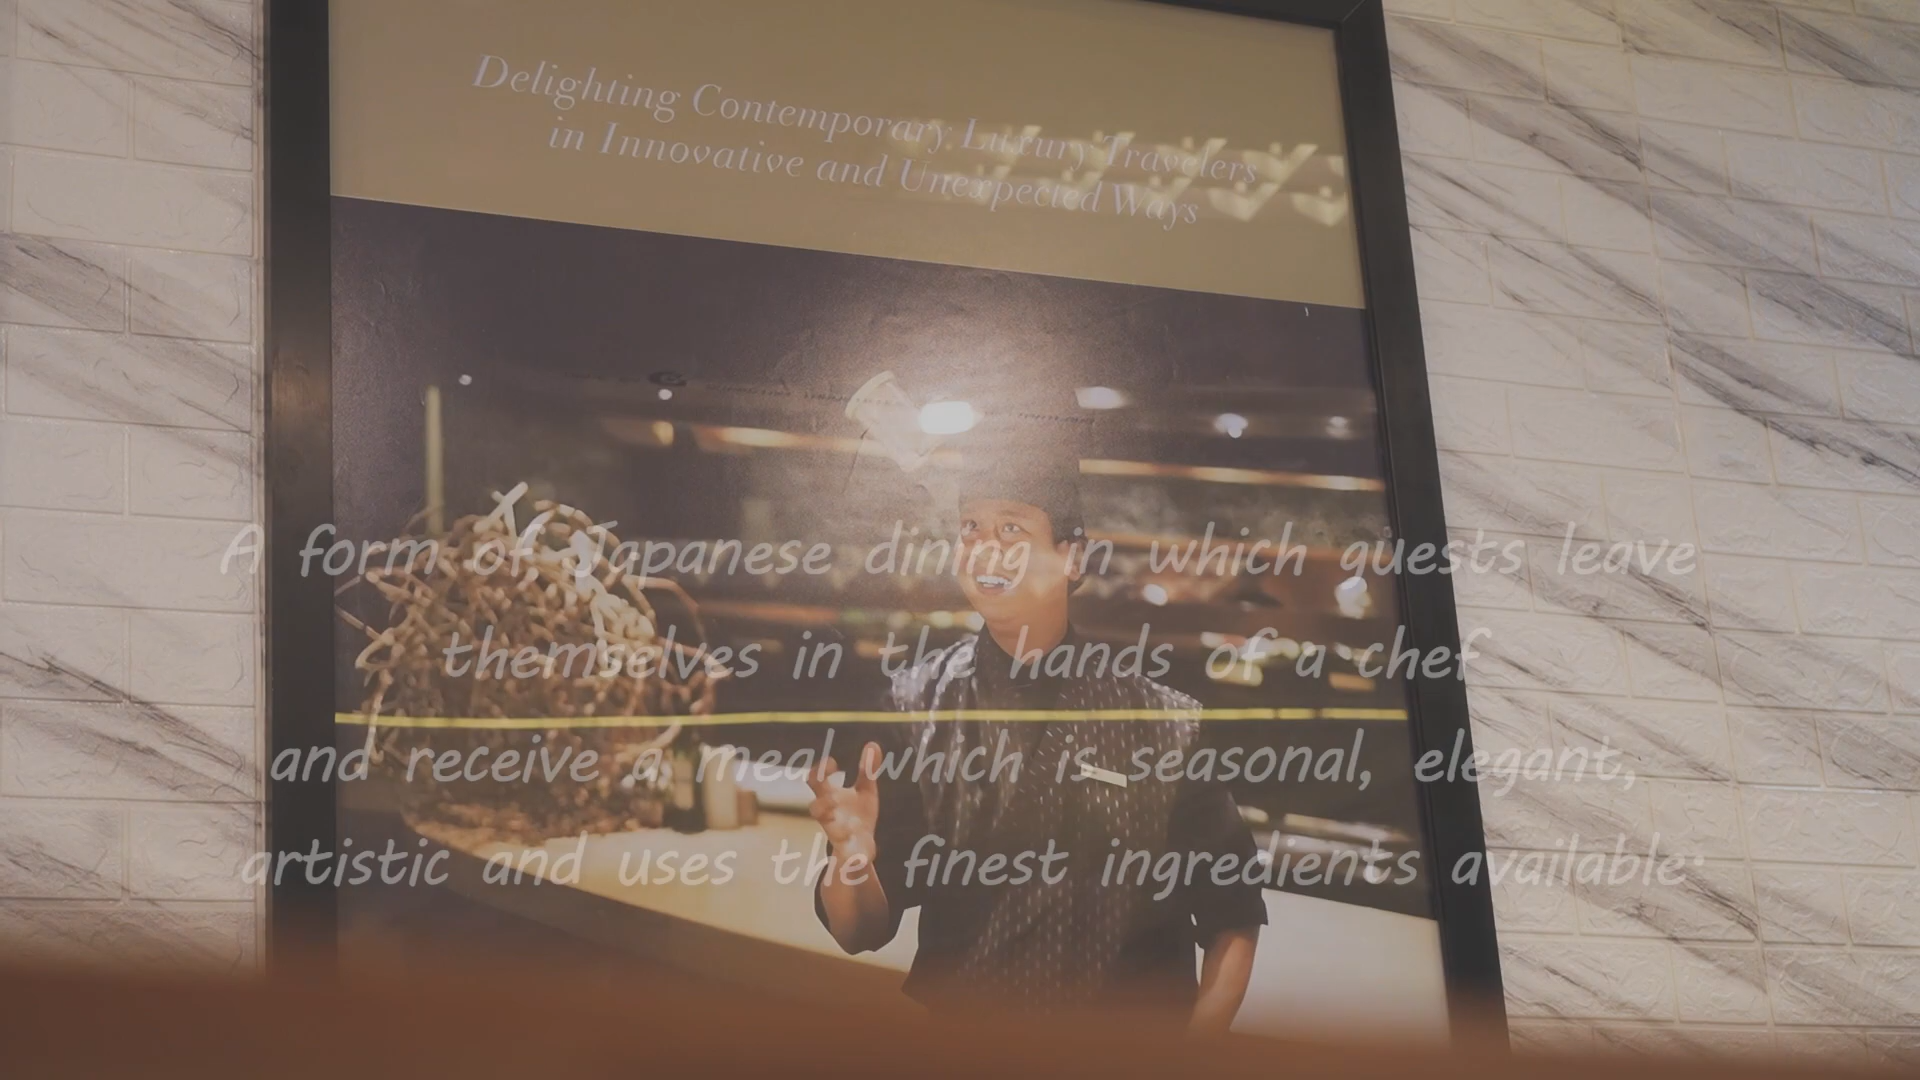 Delighting Contemporary Luxury Travelers
in Innovative and Unexpected Ways
A form of Japanese dining in which guests leave
themselves in the hands of a chef
and receive a meal which is seasonal, elegant,
artistic and uses the finest ingredients available.